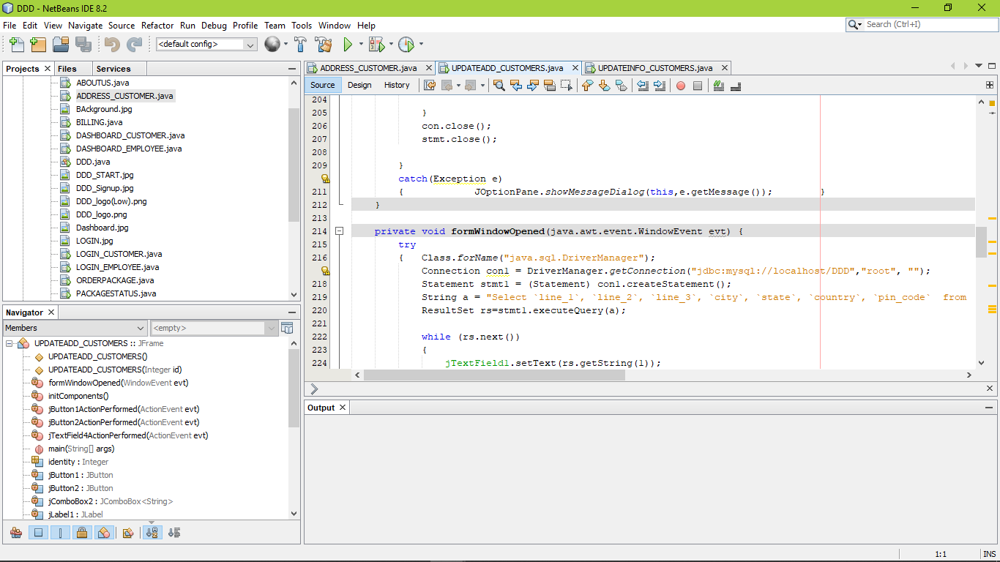 DDD - NetBeans IDE 8.2
File Edit View Navigate Source Refactor Run Debug Profile Team Tools Window Help
Search (Ctrl+I)
<default config>
Projects Files Services
ABOUTUS.java
ADDRESS_CUSTOMER.java
BAckground.jpg
BILLING.java
DASHBOARD_CUSTOMER.java
DASHBOARD_EMPLOYEE.java
DDD.java
DDD_START.jpg
DDD_Signup.jpg
DDD_logo(Low).png
DDD_logo.png
Dashboard.jpg
LOGIN.jpg
LOGIN_CUSTOMER.java
LOGIN_EMPLOYEE.java
ORDERPACKAGE.java
PACKAGESTATUS.java
Navigator
Members <empty>
UPDATEADD_CUSTOMERS :: JFrame
UPDATEADD_CUSTOMERS()
UPDATEADD_CUSTOMERS(Integer id)
formWindowOpened(WindowEvent evt)
initComponents()
jButton1ActionPerformed(ActionEvent evt)
jButton2ActionPerformed(ActionEvent evt)
jTextField4ActionPerformed(ActionEvent evt)
main(String[] args)
identity : Integer
jButton1 : JButton
jButton2 : JButton
jComboBox2 : JComboBox<String>
jLabel1 : JLabel
ADDRESS_CUSTOMER.java UPDATEADD_CUSTOMERS.java UPDATEINFO_CUSTOMERS.java
Source Design History
204
205 }
206 con.close();
207 stmt.close();
208
209 }
catch(Exception e)
211 { JOptionPane.showMessageDialog(this,e.getMessage()); }
212 }
213
214 private void formWindowOpened(java.awt.event.WindowEvent evt) {
215 try
216 { Class.forName("java.sql.DriverManager");
Connection con1 = DriverManager.getConnection("jdbc:mysql://localhost/DDD","root", "");
218 Statement stmt1 = (Statement) con1.createStatement();
219 String a = "Select `line_1`, `line_2`, `line_3`, `city`, `state`, `country`, `pin_code` from
220 ResultSet rs=stmt1.executeQuery(a);
221
222 while (rs.next())
223 {
224 jTextField1.setText(rs.getString(1));
Output
1:1 INS